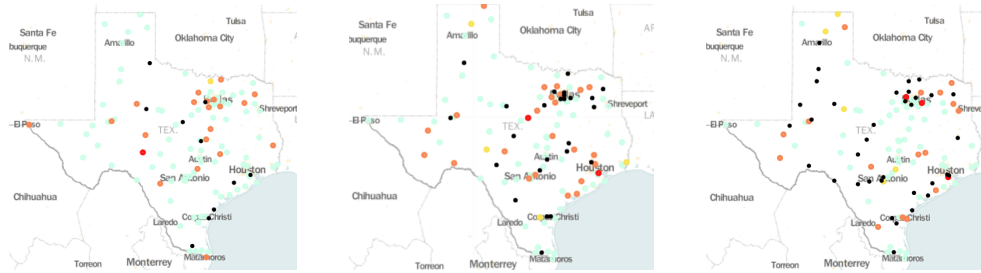 Tulsa
Santa Fe
Oklahoma City
Amarillo
buquerque
N.M.
Shreveport
El Paso
TEX.
Austin
Houston
San Antonio
Chihuahua
Laredo
Christi
Monterrey
Torreon
Tulsa
Santa Fe
Oklahoma City
AR
Amarillo
buquerque
N.M.
Shreveport
LA
El Paso
TEX.
Austin
Houston
San Antonio
Chihuahua
Laredo
Christi
Monterrey
Torreon
Tulsa
Santa Fe
Oklahoma City
Amarillo
buquerque
N.M.
Shreveport
El Paso
TEX.
Austin
Houston
San Antonio
Chihuahua
Laredo
Christi
Matamoros
Monterrey
Torreon